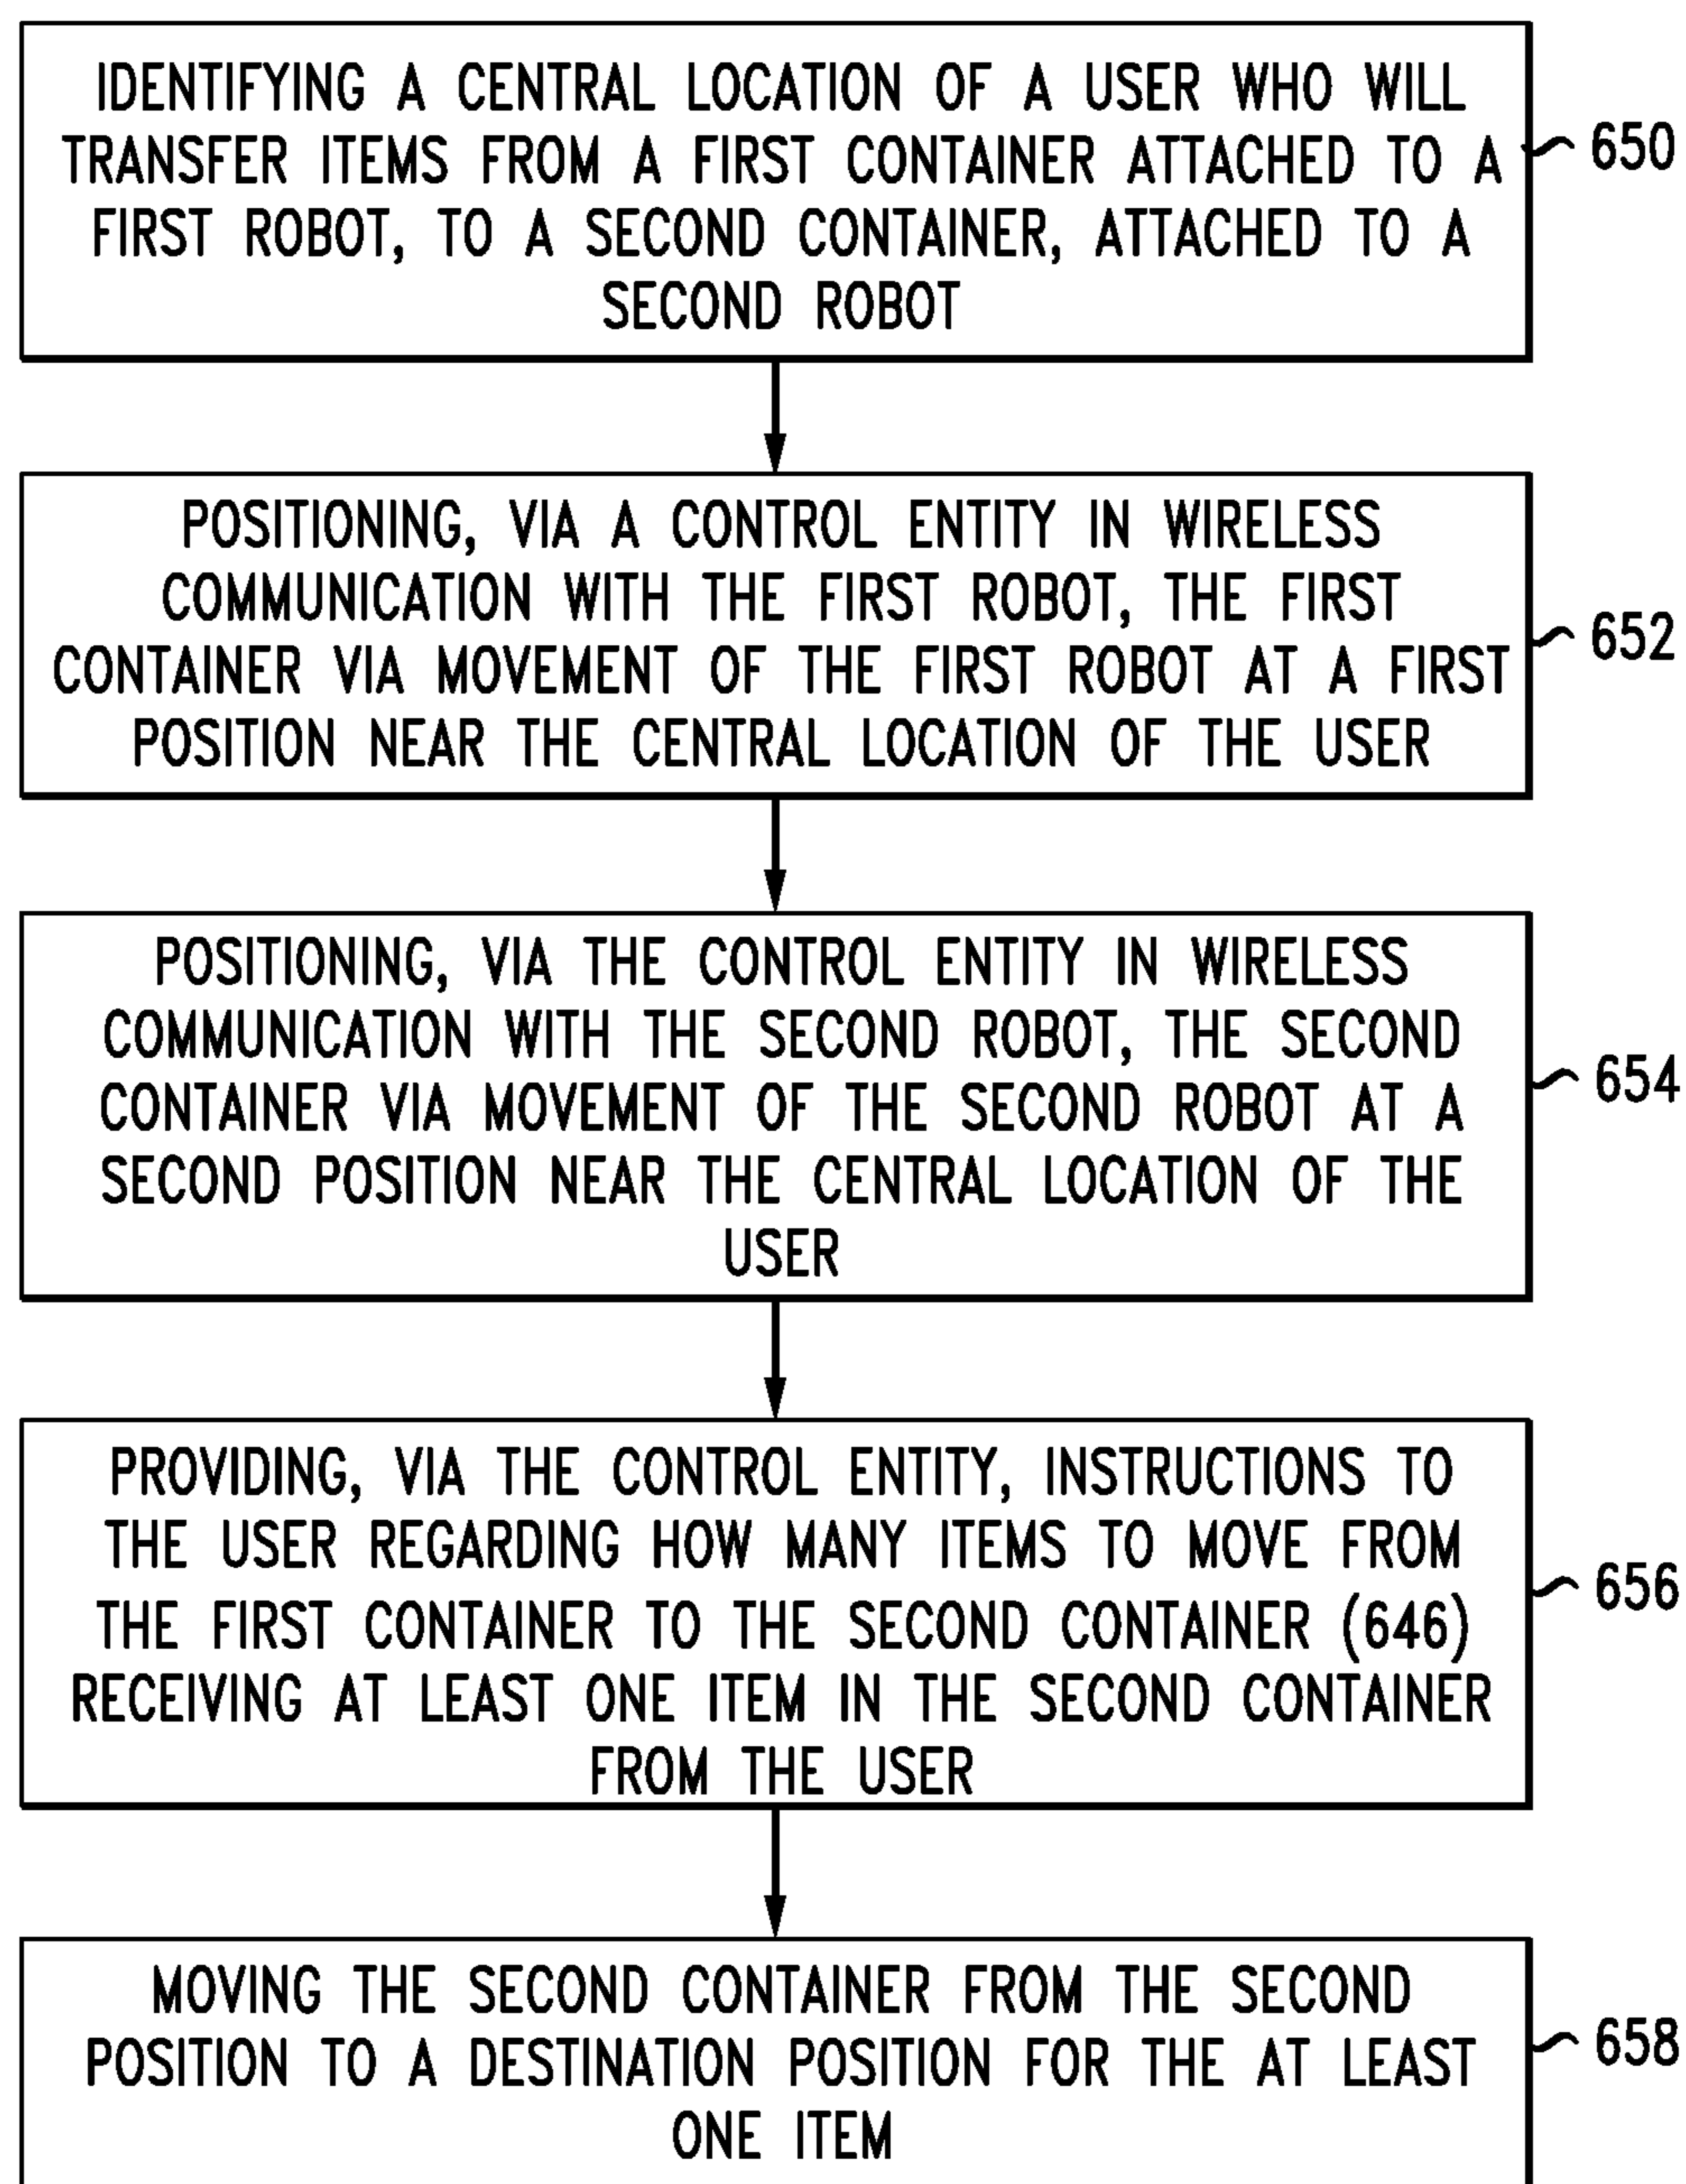 IDENTIFYING A CENTRAL LOCATION OF A USER WHO WILL
TRANSFER ITEMS FROM A FIRST CONTAINER ATTACHED TO A
FIRST ROBOT, TO A SECOND CONTAINER, ATTACHED TO A
SECOND ROBOT
650
POSITIONING, VIA A CONTROL ENTITY IN WIRELESS
COMMUNICATION WITH THE FIRST ROBOT, THE FIRST
CONTAINER VIA MOVEMENT OF THE FIRST ROBOT AT A FIRST
POSITION NEAR THE CENTRAL LOCATION OF THE USER
652
POSITIONING, VIA THE CONTROL ENTITY IN WIRELESS
COMMUNICATION WITH THE SECOND ROBOT, THE SECOND
CONTAINER VIA MOVEMENT OF THE SECOND ROBOT AT A
SECOND POSITION NEAR THE CENTRAL LOCATION OF THE
USER
654
PROVIDING, VIA THE CONTROL ENTITY, INSTRUCTIONS TO
THE USER REGARDING HOW MANY ITEMS TO MOVE FROM
THE FIRST CONTAINER TO THE SECOND CONTAINER (646)
RECEIVING AT LEAST ONE ITEM IN THE SECOND CONTAINER
FROM THE USER
656
MOVING THE SECOND CONTAINER FROM THE SECOND
POSITION TO A DESTINATION POSITION FOR THE AT LEAST
ONE ITEM
658